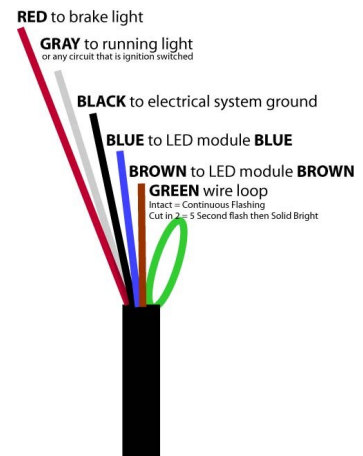 RED to brake light
GRAY to running light
or any circuit that is ignition switched
BLACK to electrical system ground
BLUE to LED module BLUE
BROWN to LED module BROWN
GREEN wire loop
Intact = Continuous Flashing
Cut in 2 = 5 Second flash then Solid Bright